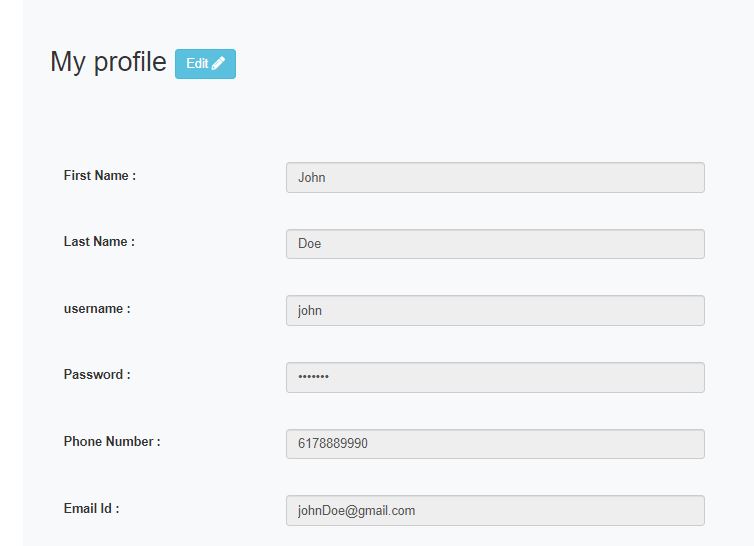 My profile Edit
First Name : John
Last Name : Doe
username : john
Password : •••••••
Phone Number : 6178889990
Email Id : johnDoe@gmail.com